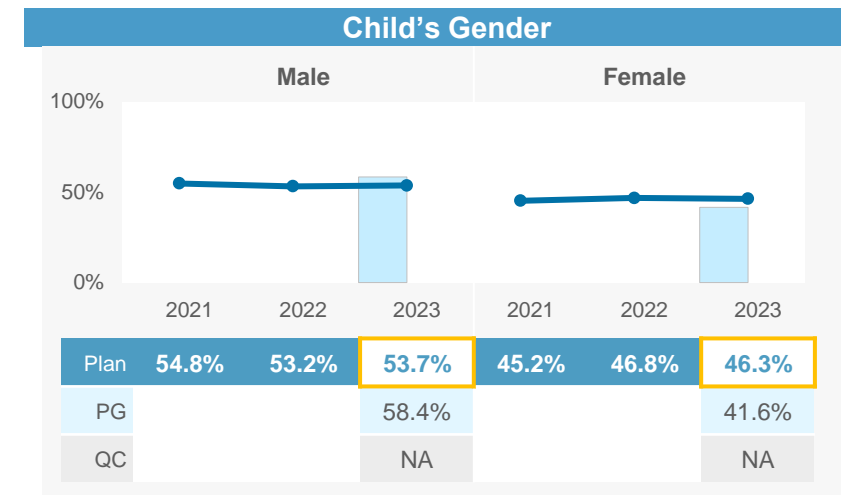 Child's Gender
Male Female
100%
50%
0%
2021 2022 2023 2021 2022 2023
Plan 54.8% 53.2% 53.7% 45.2% 46.8% 46.3%
PG 58.4% 41.6%
QC NA NA